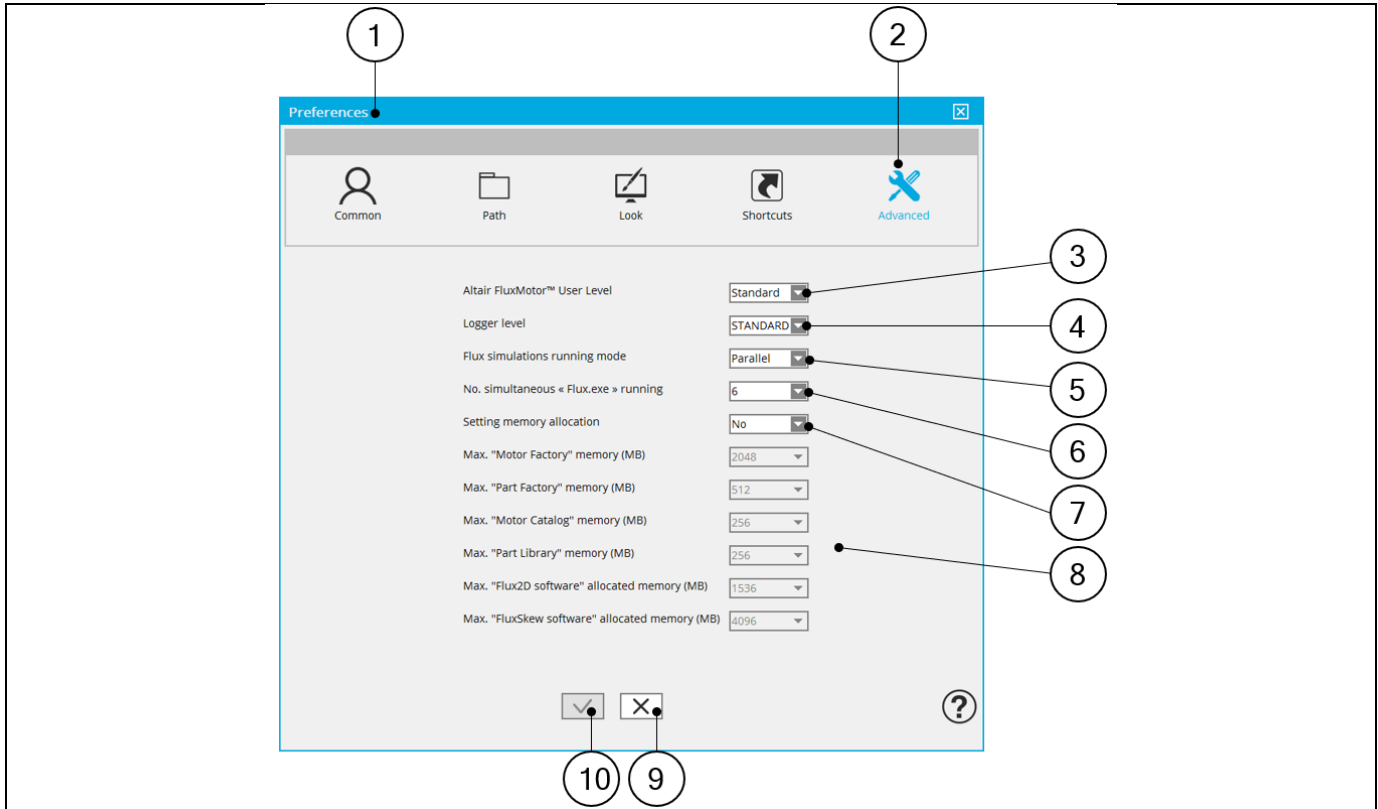 1
2
Preferences
Common
Path
Look
Shortcuts
Advanced
3
Altair FluxMotor™ User Level
Standard
Logger level
STANDARD
4
Flux simulations running mode
Parallel
5
No. simultaneous « Flux.exe » running
6
Setting memory allocation
No
6
Max. "Motor Factory" memory (MB)
2048
Max. "Part Factory" memory (MB)
512
7
Max. "Motor Catalog" memory (MB)
256
Max. "Part Library" memory (MB)
256
8
Max. "Flux2D software" allocated memory (MB)
1536
Max. "FluxSkew software" allocated memory (MB)
4096
?
10
9